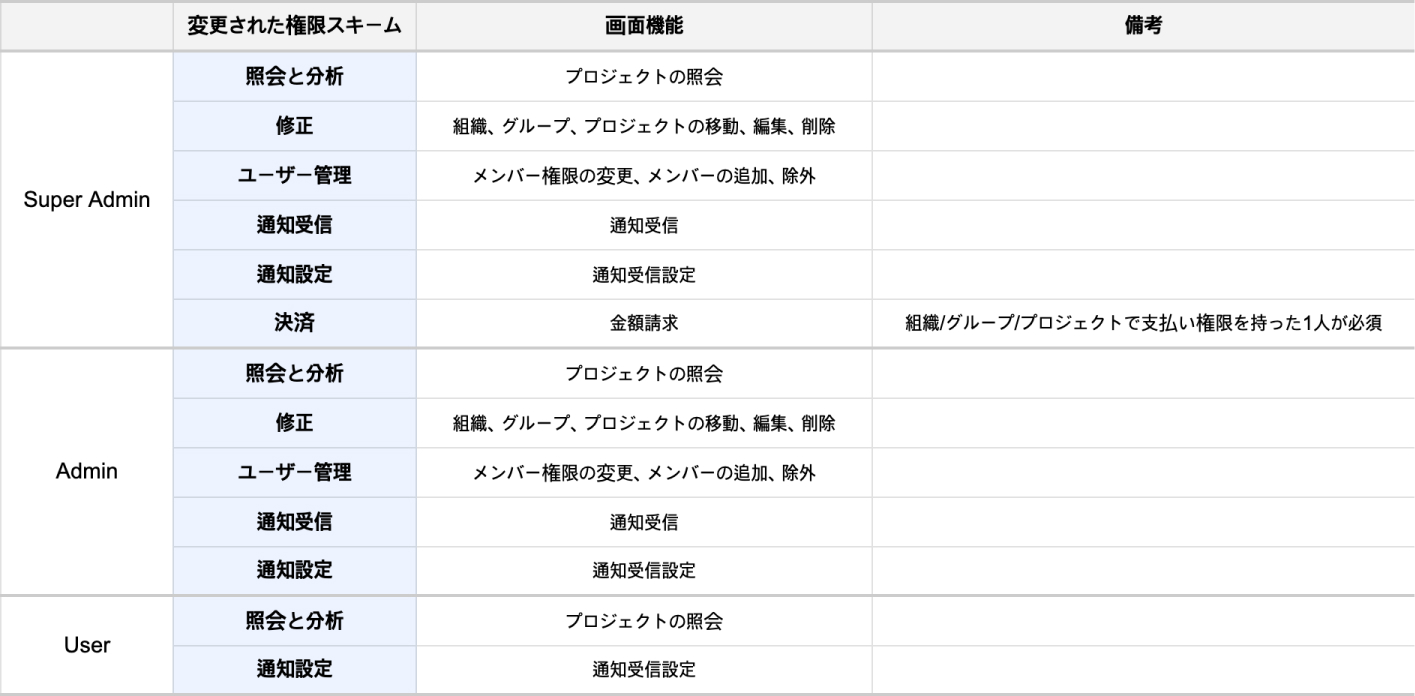 変更された権限スキーム 画面機能 備考
照会と分析 プロジェクトの照会
修正 組織、グループ、プロジェクトの移動、編集、削除
ユーザー管理 メンバー権限の変更、メンバーの追加、除外
Super Admin
通知受信 通知受信
通知設定 通知受信設定
決済 金額請求 組織/グループ/プロジェクトで支払い権限を持った1人が必須
照会と分析 プロジェクトの照会
修正 組織、グループ、プロジェクトの移動、編集、削除
Admin ユーザー管理 メンバー権限の変更、メンバーの追加、除外
通知受信 通知受信
通知設定 通知受信設定
照会と分析 プロジェクトの照会
User
通知設定 通知受信設定